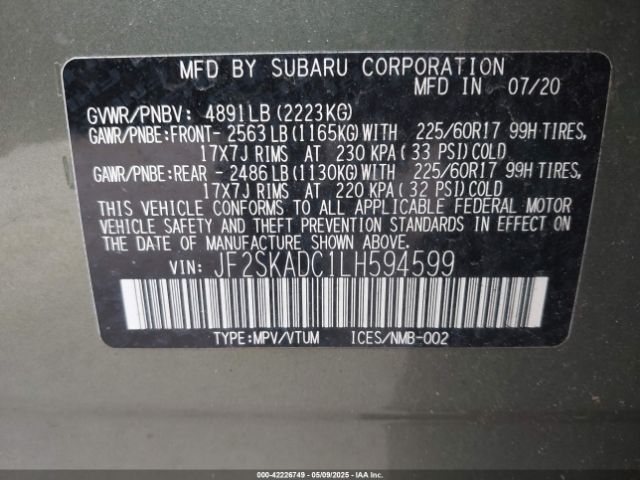 MFD BY SUBARU CORPORATION
MFD IN 07/20
GVWR/PNBV: 4891LB (2223KG)
GAWR/PNBE:FRONT- 2563LB (1165KG)WITH 225/60R17 99H TIRES,
17X7J RIMS AT 230 KPA( 33 PSI)COLD
GAWR/PNBE:REAR - 2486LB (1130KG)WITH 225/60R17 99H TIRES,
17X7J RIMS AT 220 KPA( 32 PSI)COLD
THIS VEHICLE CONFORMS TO ALL APPLICABLE FEDERAL MOTOR
VEHICLE SAFETY AND THEFT PREVENTION STANDARDS IN EFFECT
ON THE DATE OF MANUFACTURE SHOWN ABOVE.
VIN: JF2SKADC1LH594599
TYPE:MPV/VTUM ICES/NMB-002
000-42226749 - 05/09/2025 - IAA, Inc.